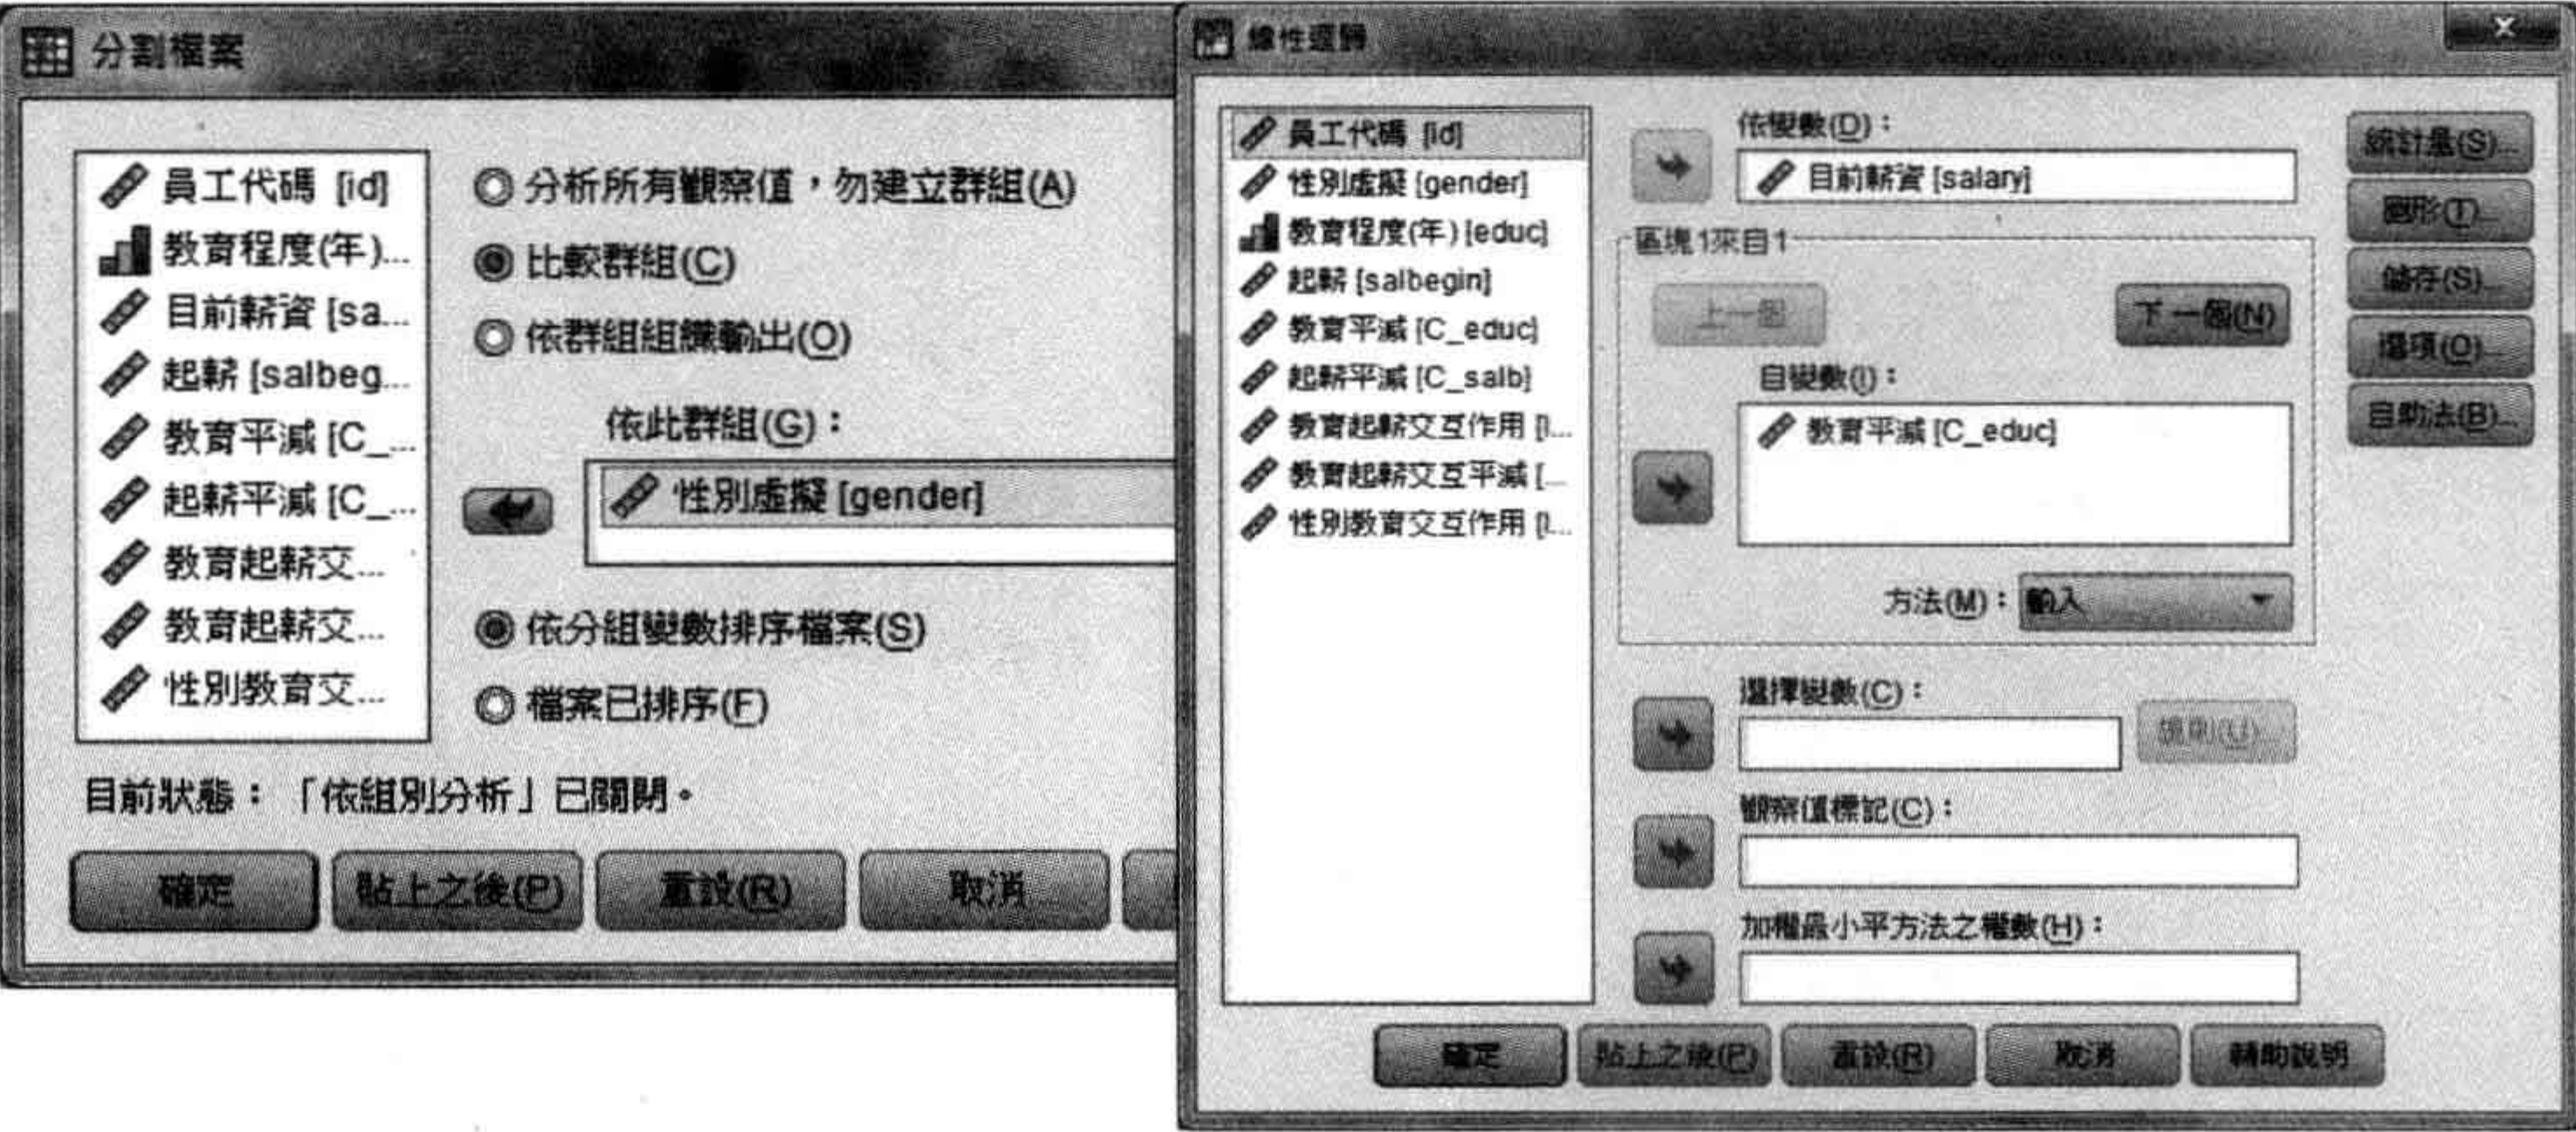 分割檔案
員工代碼 [id]
教育程度(年)...
目前薪資 [sa...
起薪 [salbeg...
教育平減 [C_...
起薪平減 [C_...
教育起薪交...
教育起薪交...
性別教育交...
分析所有觀察值，勿建立群組(A)
比較群組(C)
依群組組織輸出(O)
依此群組(G)：
性別虛擬 [gender]
依分組變數排序檔案(S)
檔案已排序(F)
目前狀態：「依組別分析」已關閉。
確定
貼上之後(P)
重設(R)
取消
線性迴歸
員工代碼 [id]
性別虛擬 [gender]
教育程度(年) [educ]
起薪 [salbegin]
教育平減 [C_educ]
起薪平減 [C_salb]
教育起薪交互作用 [I...
教育起薪交互平減 [...
性別教育交互作用 [I...
依變數(D)：
目前薪資 [salary]
區塊1來自1
上一個
下一個(N)
自變數(I)：
教育平減 [C_educ]
方法(M)：
輸入
選擇變數(C)：
規則(U)...
觀察值標記(C)：
加權最小平方法之權數(H)：
統計量(S)...
圖形(T)...
儲存(S)...
選項(O)...
自助法(B)...
確定
貼上之後(P)
重設(R)
取消
輔助說明